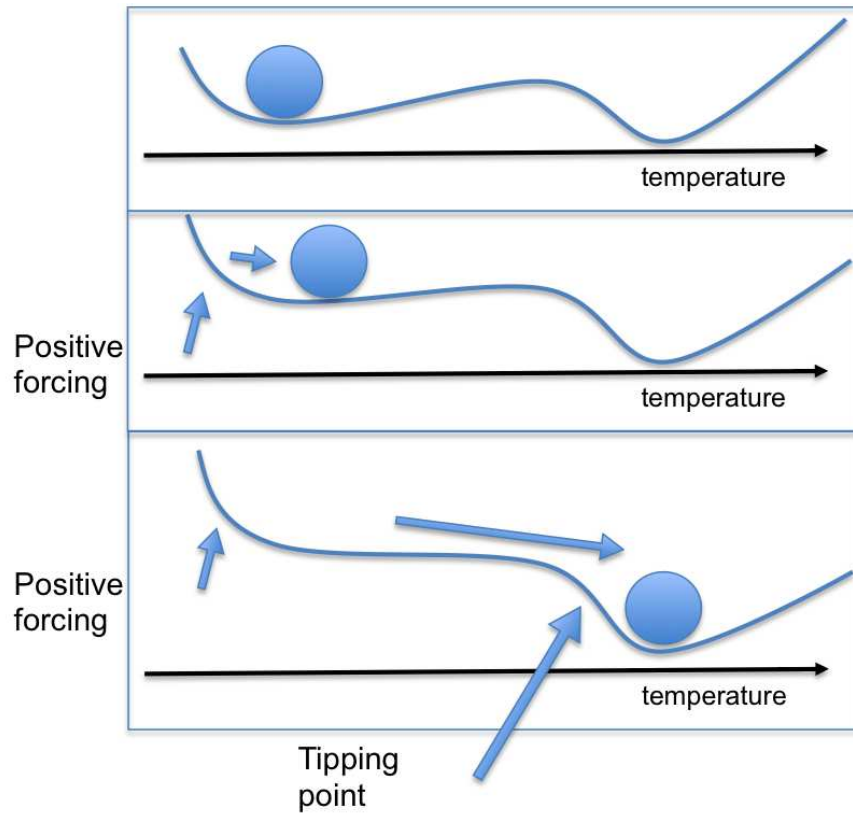 temperature
Positive
forcing
temperature
Positive
forcing
temperature
Tipping
point